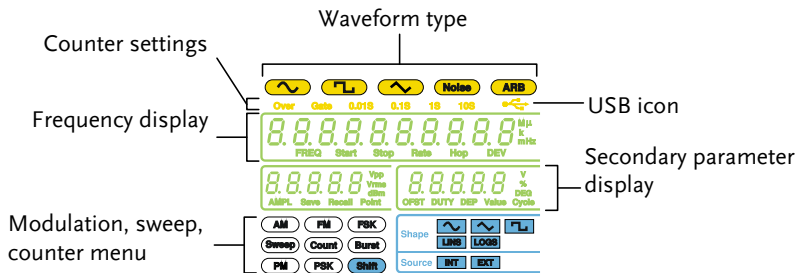 Waveform type
Counter settings
Noise ARB
Over Gate 0.01S 0.1S 1S 10S
USB icon
Frequency display
8.8.8.8.8.8.8.8.8.8
Mµ
k
mHz
FREQ Start Stop Rate Hop DEV
Secondary parameter
display
8.8.8.8.8 Vpp
Vrms
dBm
AMPL Save Recall Point
8.8.8.8.8 V
%
DEG
OFST DUTY DEP Value Cycle
Modulation, sweep,
counter menu
AM FM FSK
Sweep Count Burst
PM PSK Shift
Shape
LINS LOGS
Source INT EXT